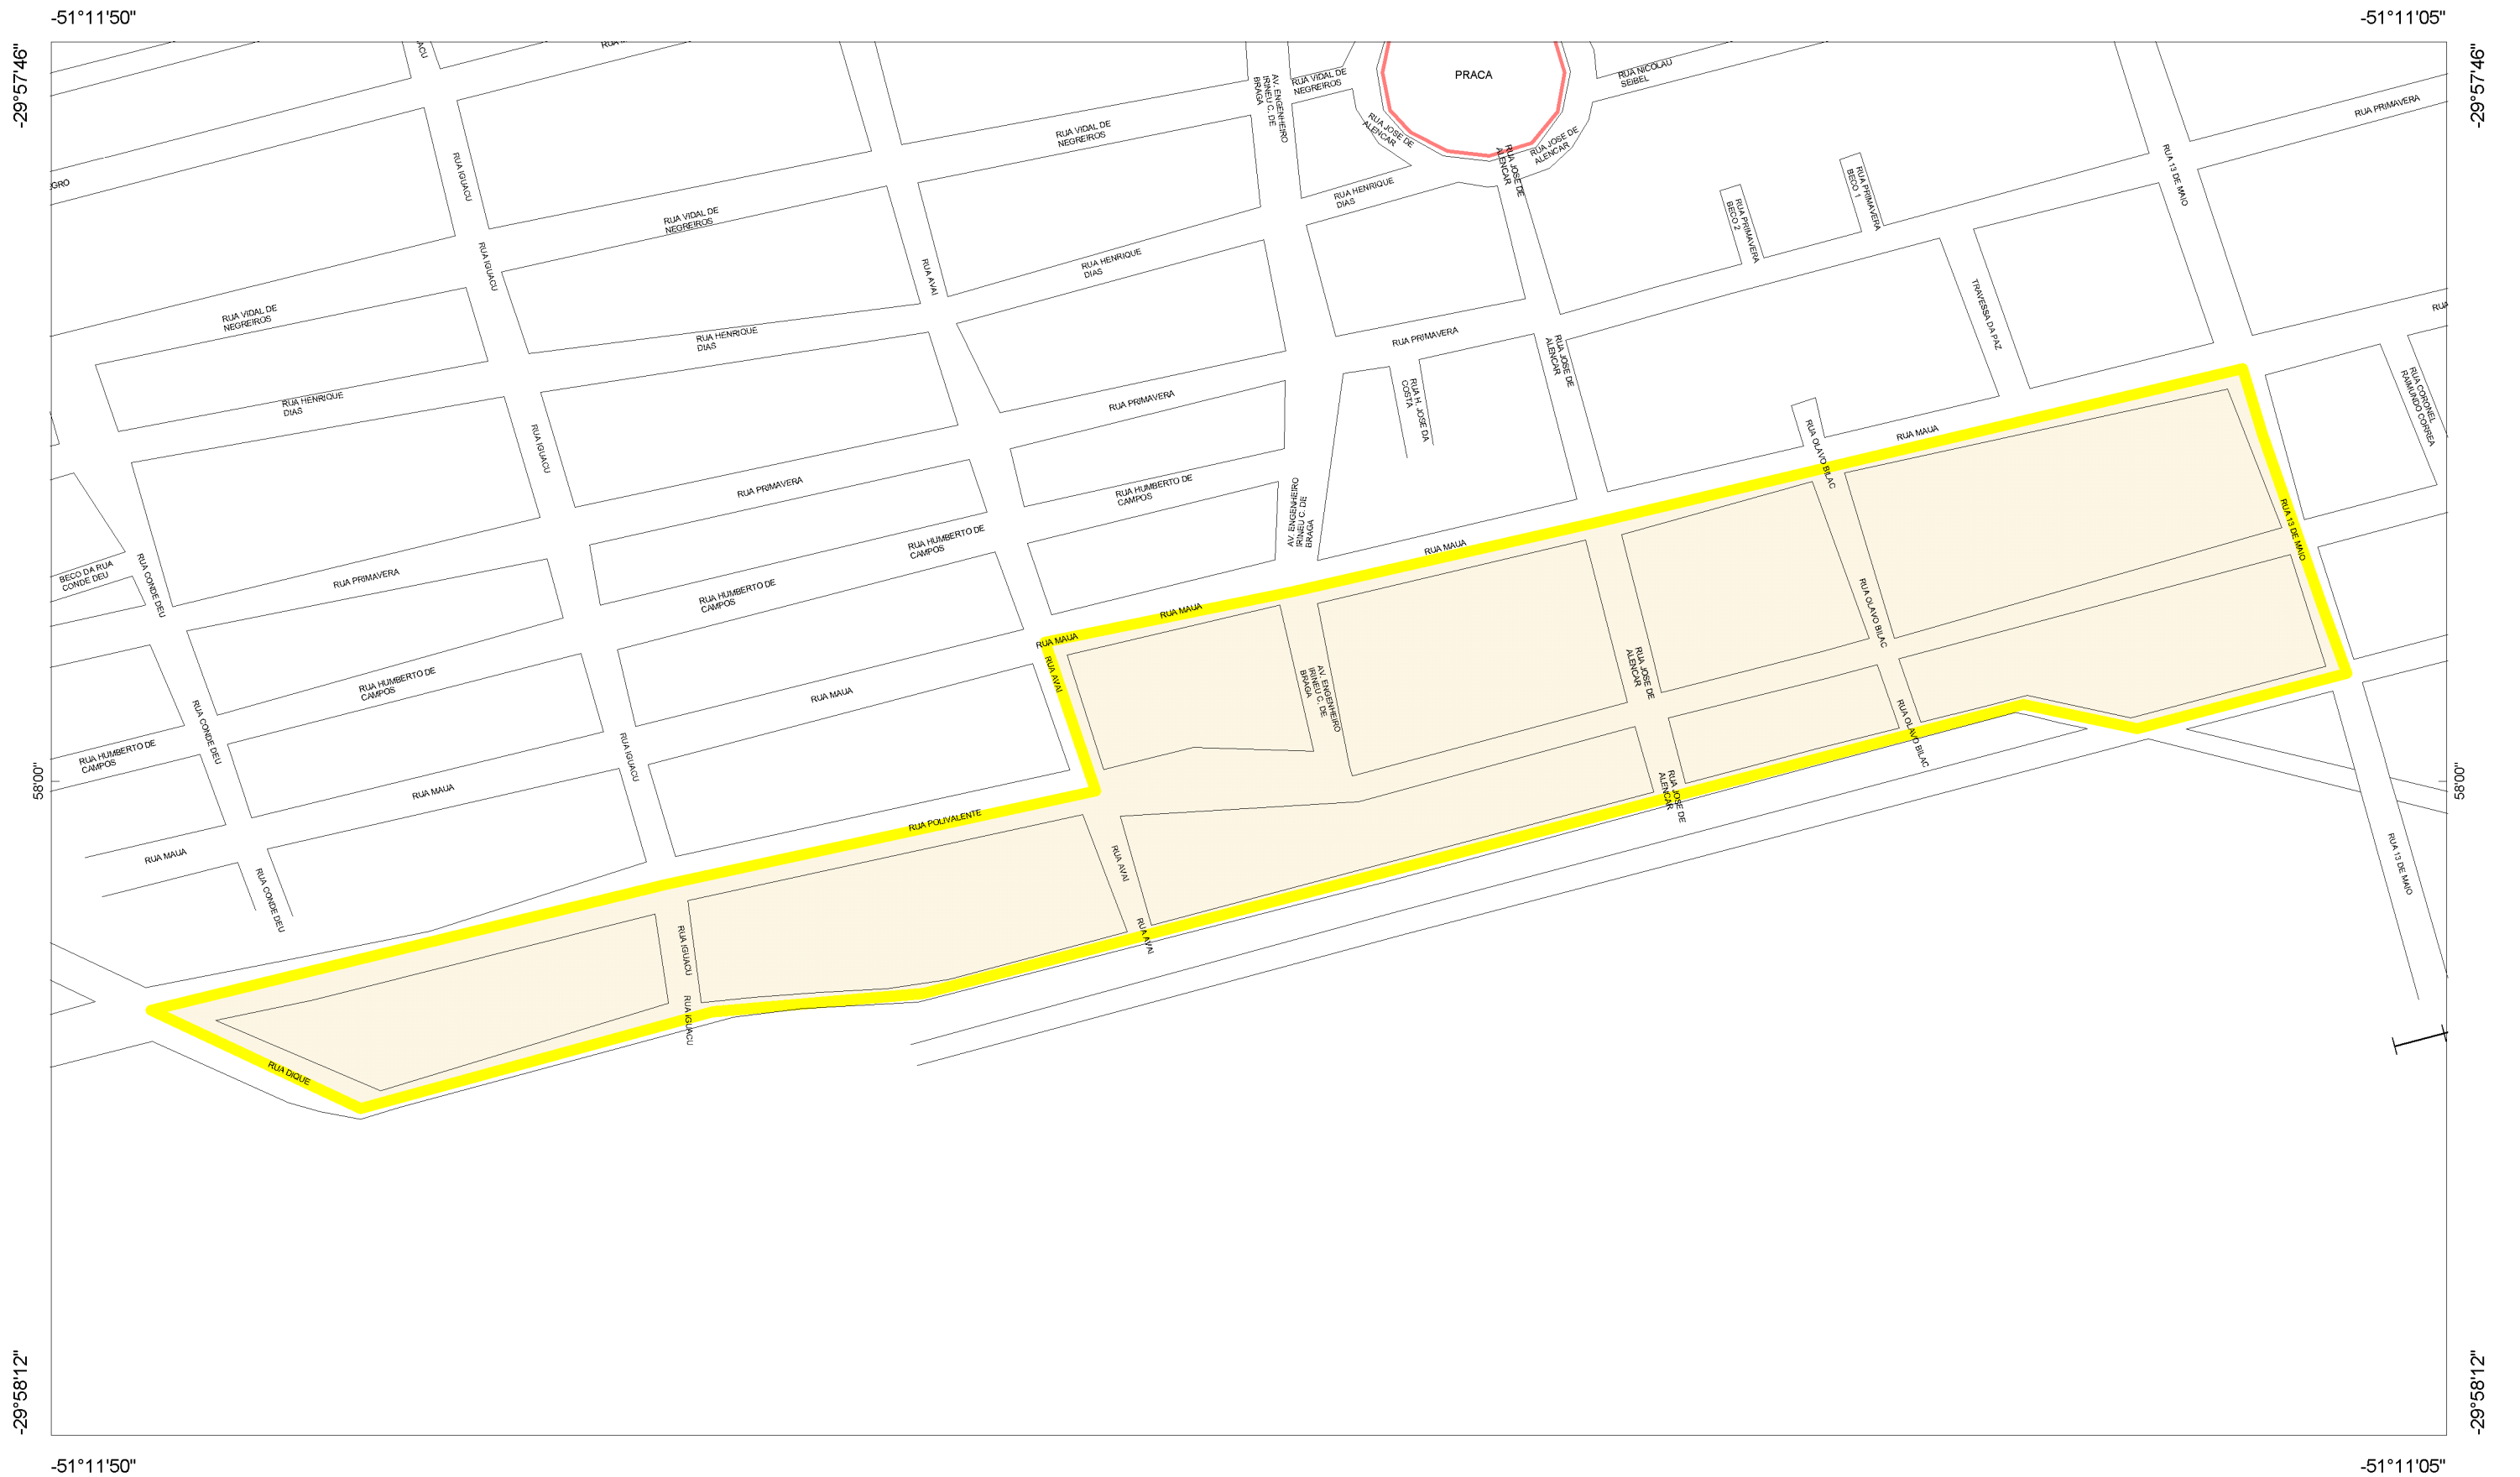 -51°11'50"
-51°11'05"
-29°57'46"
-29°57'46"
RUA NICOLAU
SEIBEL
PRACA
RUA VIDAL DE
NEGREIROS
AV. ENGENHEIRO
IRINEU C. DE
BRAGA
RUA PRIMAVERA
RUA VIDAL DE
NEGREIROS
RUA JOSE DE
ALENCAR
RUA JOSE DE
ALENCAR
RUA JOSE DE
ALENCAR
RUA 13 DE MAIO
RUA IGUACU
RUA HENRIQUE
DIAS
RUA PRIMAVERA
BECO 1
RUA PRIMAVERA
BECO 2
RUA VIDAL DE
NEGREIROS
RUA IGUACU
RUA AVAI
RUA HENRIQUE
DIAS
RUA VIDAL DE
NEGREIROS
RUA HENRIQUE
DIAS
RUA PRIMAVERA
RUA JOSE DE
ALENCAR
TRAVESSA DA PAZ
RUA
RUA CORONEL
RAIMUNDO CORREA
RUA HENRIQUE
DIAS
RUA PRIMAVERA
RUA H. JOSE DA
COSTA
RUA IGUACU
RUA OLAVO BILAC
RUA MAUA
RUA PRIMAVERA
RUA HUMBERTO DE
CAMPOS
AV. ENGENHEIRO
IRINEU C. DE
BRAGA
RUA 13 DE MAIO
RUA HUMBERTO DE
CAMPOS
RUA MAUA
BECO DA RUA
CONDE DEU
RUA CONDE DEU
RUA PRIMAVERA
RUA HUMBERTO DE
CAMPOS
RUA MAUA
RUA OLAVO BILAC
RUA MAUA
RUA AVAI
RUA HUMBERTO DE
CAMPOS
RUA MAUA
AV. ENGENHEIRO
IRINEU C. DE
BRAGA
RUA JOSE DE
ALENCAR
RUA CONDE DEU
RUA OLAVO BILAC
RUA HUMBERTO DE
CAMPOS
RUA IGUACU
58'00"
58'00"
RUA MAUA
RUA JOSE DE
ALENCAR
RUA POLIVALENTE
RUA MAUA
RUA AVAI
RUA 13 DE MAIO
RUA CONDE DEU
RUA IGUACU
RUA AVAI
RUA IGUACU
RUA DIQUE
-29°58'12"
-29°58'12"
-51°11'50"
-51°11'05"